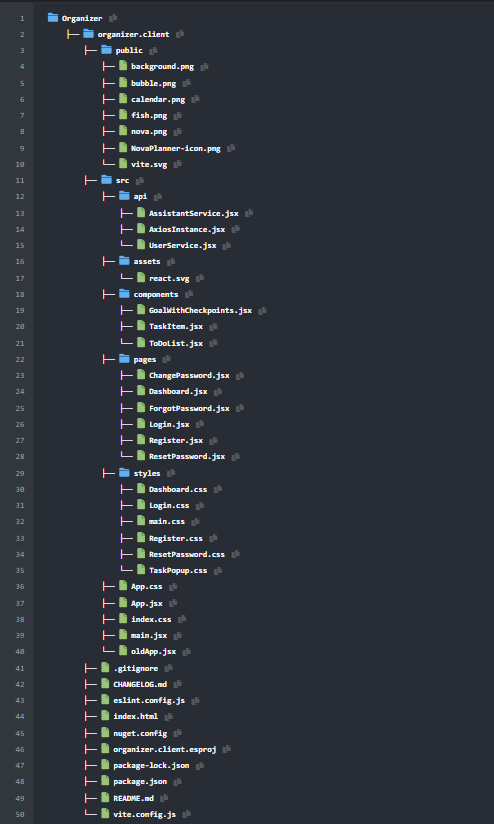 1 Organizer
2 ├── organizer.client
3 ├── public
4 ├── background.png
5 ├── bubble.png
6 ├── calendar.png
7 ├── fish.png
8 ├── nova.png
9 ├── NovaPlanner-icon.png
10 └── vite.svg
11 ├── src
12 ├── api
13 ├── AssistantService.jsx
14 ├── AxiosInstance.jsx
15 └── UserService.jsx
16 ├── assets
17 └── react.svg
18 ├── components
19 ├── GoalWithCheckpoints.jsx
20 ├── TaskItem.jsx
21 └── ToDoList.jsx
22 ├── pages
23 ├── ChangePassword.jsx
24 ├── Dashboard.jsx
25 ├── ForgotPassword.jsx
26 ├── Login.jsx
27 ├── Register.jsx
28 └── ResetPassword.jsx
29 ├── styles
30 ├── Dashboard.css
31 ├── Login.css
32 ├── main.css
33 ├── Register.css
34 ├── ResetPassword.css
35 └── TaskPopup.css
36 ├── App.css
37 ├── App.jsx
38 ├── index.css
39 ├── main.jsx
40 └── oldApp.jsx
41 ├── .gitignore
42 ├── CHANGELOG.md
43 ├── eslint.config.js
44 ├── index.html
45 ├── nuget.config
46 ├── organizer.client.esproj
47 ├── package-lock.json
48 ├── package.json
49 ├── README.md
50 └── vite.config.js